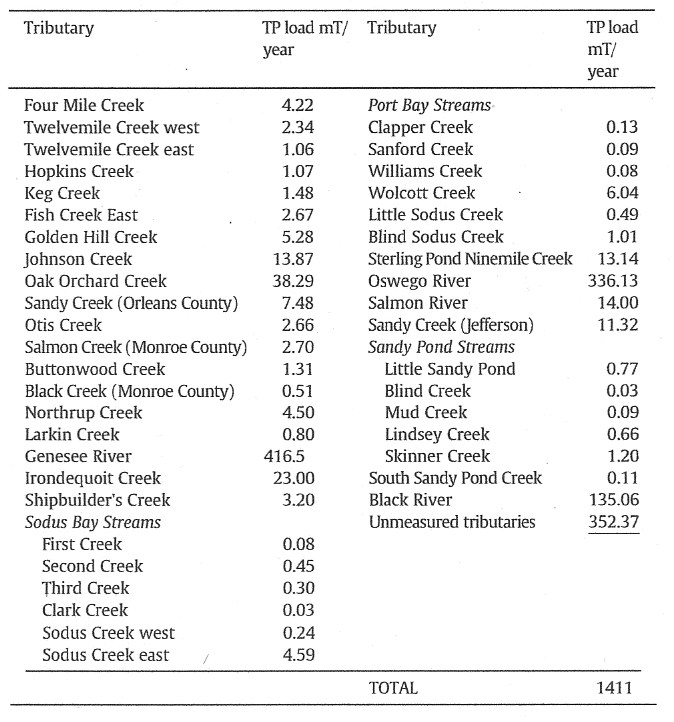 Tributary TP load mT/ Tributary TP load
year mT/
year
Four Mile Creek 4.22 Port Bay Streams
Twelvemile Creek west 2.34 Clapper Creek 0.13
Twelvemile Creek east 1.06 Sanford Creek 0.09
Hopkins Creek 1.07 Williams Creek 0.08
Keg Creek 1.48 Wolcott Creek 6.04
Fish Creek East 2.67 Little Sodus Creek 0.49
Golden Hill Creek 5.28 Blind Sodus Creek 1.01
Johnson Creek 13.87 Sterling Pond Ninemile Creek 13.14
Oak Orchard Creek 38.29 Oswego River 336.13
Sandy Creek (Orleans County) 7.48 Salmon River 14.00
Otis Creek 2.66 Sandy Creek (Jefferson) 11.32
Salmon Creek (Monroe County) 2.70 Sandy Pond Streams
Buttonwood Creek 1.31 Little Sandy Pond 0.77
Black Creek (Monroe County) 0.51 Blind Creek 0.03
Northrup Creek 4.50 Mud Creek 0.09
Larkin Creek 0.80 Lindsey Creek 0.66
Genesee River 416.5 Skinner Creek 1.20
Irondequoit Creek 23.00 South Sandy Pond Creek 0.11
Shipbuilder's Creek 3.20 Black River 135.06
Sodus Bay Streams Unmeasured tributaries 352.37
First Creek 0.08
Second Creek 0.45
Third Creek 0.30
Clark Creek 0.03
Sodus Creek west 0.24
Sodus Creek east 4.59
TOTAL 1411